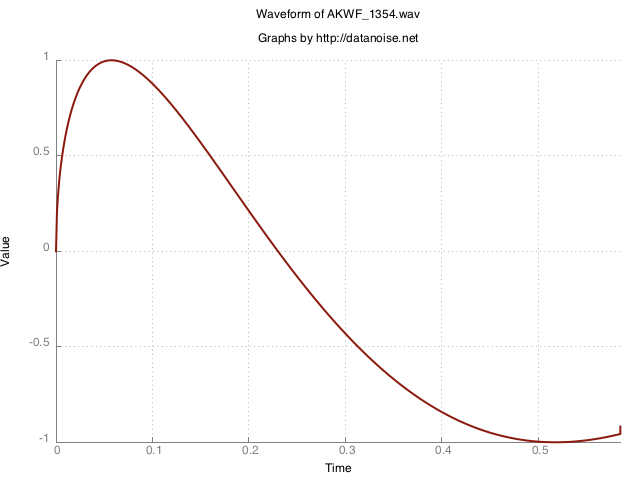 Waveform of AKWF_1354.wav
Graphs by http://datanoise.net
1
0.5
0
-0.5
-1
Value
0 0.1 0.2 0.3 0.4 0.5
Time